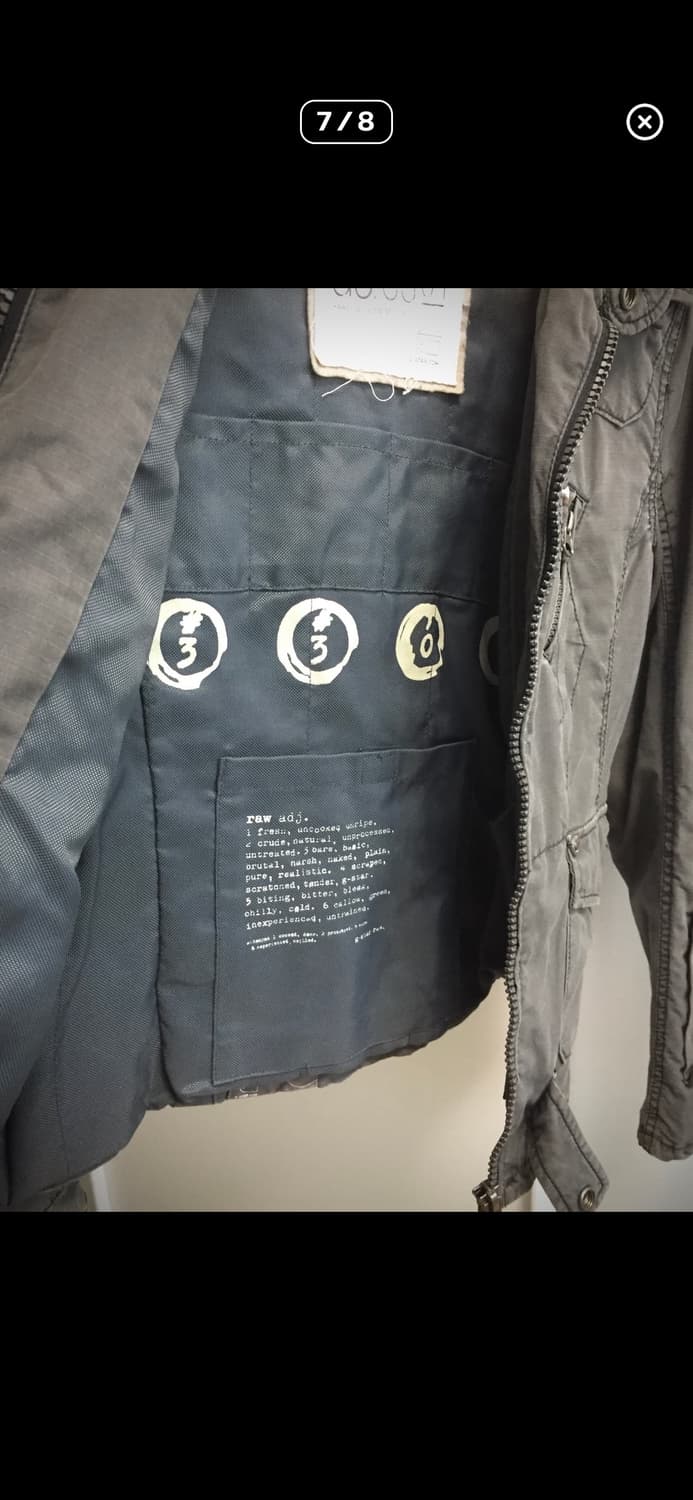 7/8
#
3
#
3
0
raw adj.
1 fresh, uncooked, unripe.
2 crude, natural, unprocessed,
untreated. 3 bare, basic,
brutal, harsh, naked, plain,
pure, realistic. 4 scraped,
scratched, tender, g-star.
5 biting, bitter, bleak,
chilly, cold. 6 callow, green,
inexperienced, untrained.